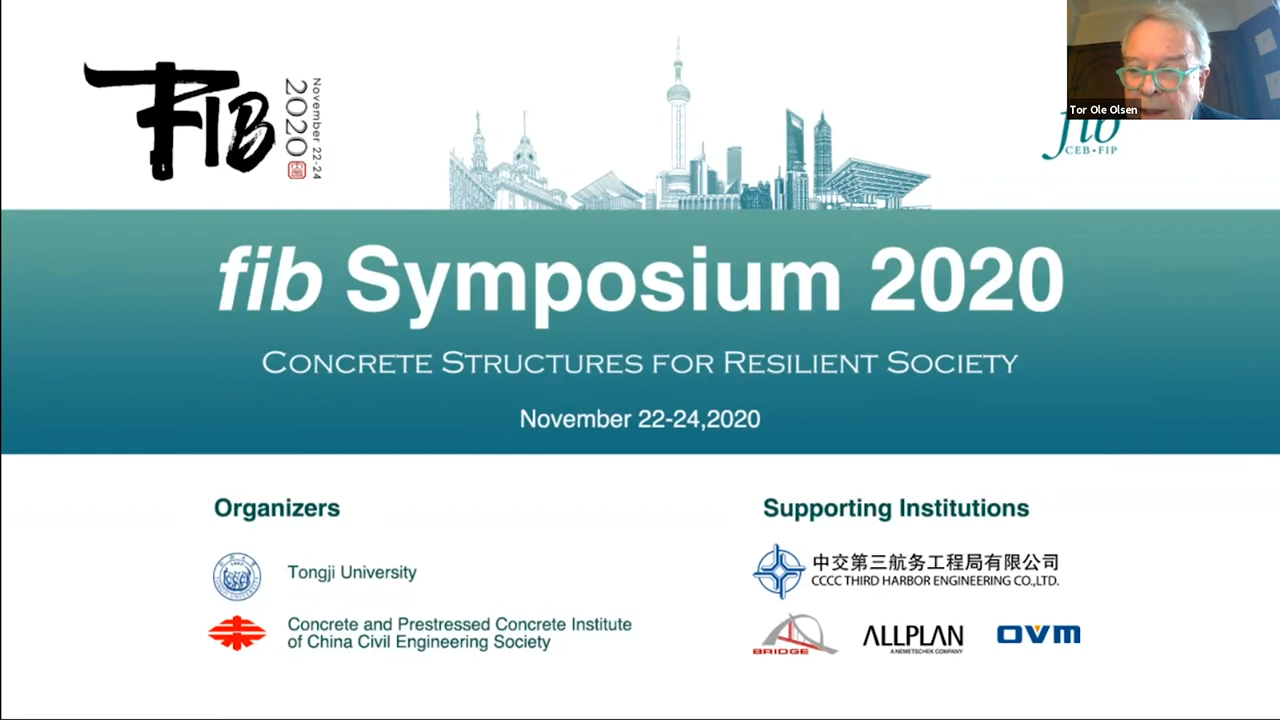 FIB
2020
November 22-24
Tor Ole Olsen
fib
CEB•FIP
fib Symposium 2020
CONCRETE STRUCTURES FOR RESILIENT SOCIETY
November 22-24,2020
Organizers
Tongji University
Concrete and Prestressed Concrete Institute
of China Civil Engineering Society
Supporting Institutions
中交第三航务工程局有限公司
CCCC THIRD HARBOR ENGINEERING CO.,LTD.
BRIDGE
ALLPLAN
A NEMETSCHEK COMPANY
OVM